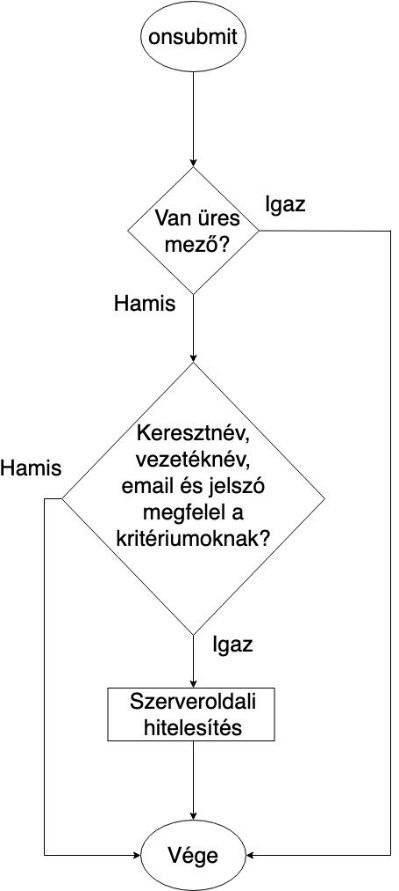 onsubmit
Igaz
Van üres
mező?
Hamis
Keresztnév,
vezetéknév,
email és jelszó
megfelel a
kritériumoknak?
Hamis
Igaz
Szerveroldali
hitelesítés
Vége